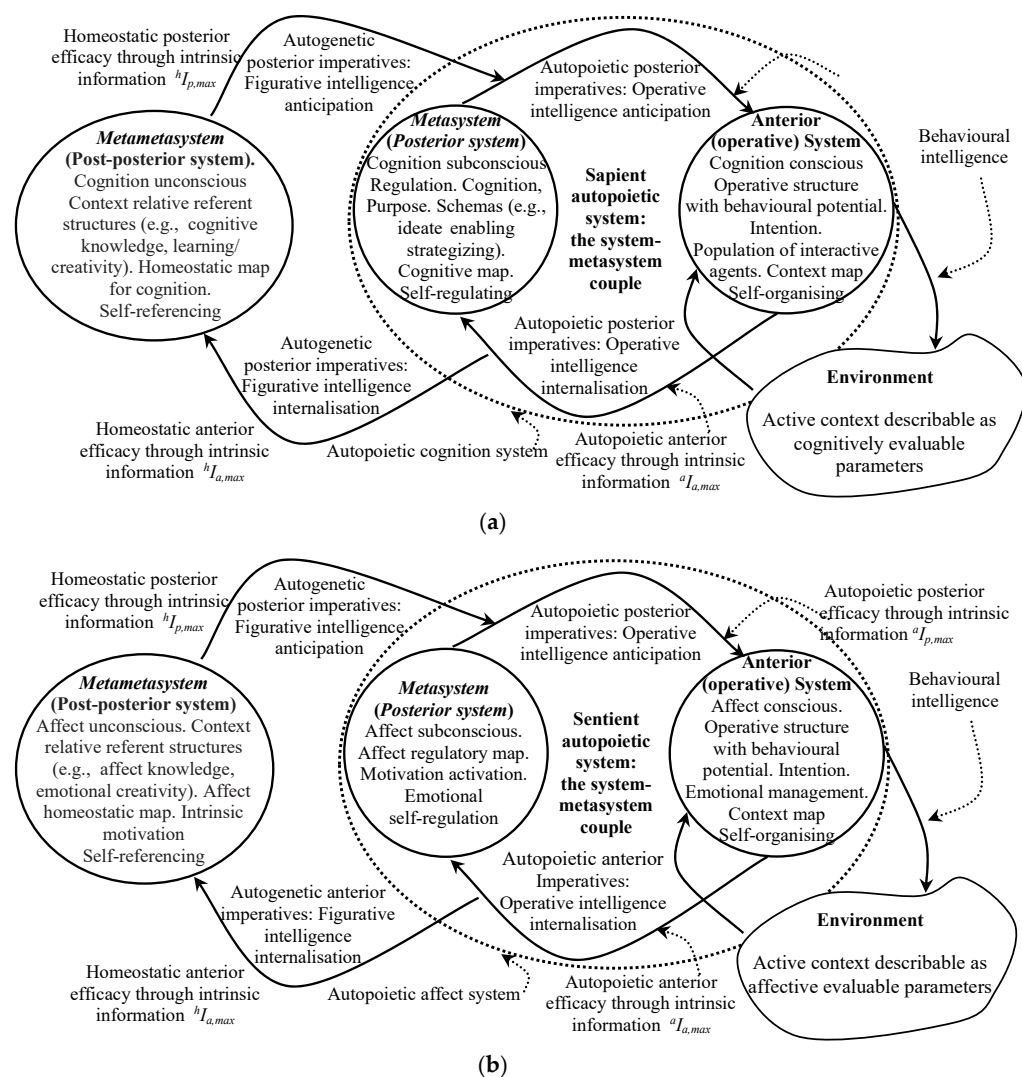 Homeostatic posterior
efficacy through intrinsic
information ʰI_p,max
Autogenetic
posterior imperatives:
Figurative intelligence
anticipation
Autopoietic posterior
imperatives: Operative
intelligence anticipation
Behavioural
intelligence
Metametasystem
(Post-posterior system).
Cognition unconscious
Context relative referent
structures (e.g., cognitive
knowledge, learning/
creativity). Homeostatic map
for cognition.
Self-referencing
Metasystem
(Posterior system)
Cognition subconscious
Regulation. Cognition,
Purpose. Schemas (e.g.,
ideate enabling
strategizing).
Cognitive map.
Self-regulating
Sapient
autopoietic
system:
the system-
metasystem
couple
Anterior
(operative) System
Cognition conscious
Operative structure
with behavioural potential.
Intention.
Population of interactive
agents. Context map
Self-organising
Autogenetic
posterior imperatives:
Figurative intelligence
internalisation
Autopoietic posterior
imperatives: Operative
intelligence
internalisation
Environment
Active context describable as
cognitively evaluable
parameters
Homeostatic anterior
efficacy through intrinsic
information ʰI_a,max
Autopoietic cognition system
Autopoietic anterior
efficacy through intrinsic
information ᵃI_a,max
(a)
Homeostatic posterior
efficacy through intrinsic
information ʰI_p,max
Autogenetic
posterior imperatives:
Figurative intelligence
anticipation
Autopoietic posterior
imperatives: Operative
intelligence anticipation
Autopoietic posterior
efficacy through intrinsic
information ᵃI_p,max
Behavioural
intelligence
Metametasystem
(Post-posterior system)
Affect unconscious. Context
relative referent structures
(e.g., affect knowledge,
emotional creativity). Affect
homeostatic map. Intrinsic
motivation
Self-referencing
Metasystem
(Posterior system)
Affect subconscious.
Affect regulatory map.
Motivation activation.
Emotional
self-regulation
Sentient
autopoietic
system:
the system-
metasystem
couple
Anterior
(operative) System
Affect conscious.
Operative structure
with behavioural
potential. Intention.
Emotional management.
Context map
Self-organising
Autogenetic anterior
imperatives: Figurative
intelligence
internalisation
Autopoietic anterior
Imperatives:
Operative intelligence
internalisation
Environment
Active context describable as
affective evaluable parameters
Homeostatic anterior
efficacy through intrinsic
information ʰI_a,max
Autopoietic affect system
Autopoietic anterior
efficacy through intrinsic
information ᵃI_a,max
(b)